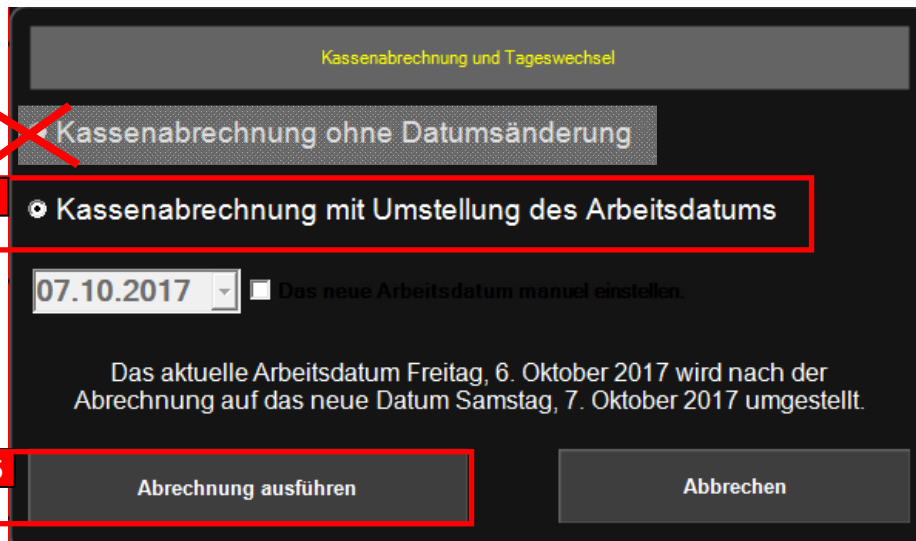 Kassenabrechnung und Tageswechsel
Kassenabrechnung ohne Datumsänderung
Kassenabrechnung mit Umstellung des Arbeitsdatums
07.10.2017 Das neue Arbeitsdatum manuel einstellen.
Das aktuelle Arbeitsdatum Freitag, 6. Oktober 2017 wird nach der
Abrechnung auf das neue Datum Samstag, 7. Oktober 2017 umgestellt.
Abrechnung ausführen Abbrechen